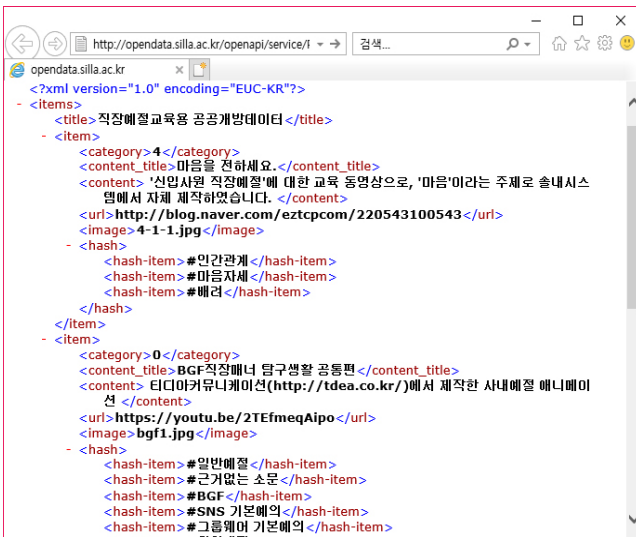 http://opendata.silla.ac.kr/openapi/service/
검색...
opendata.silla.ac.kr
<?xml version="1.0" encoding="EUC-KR"?>
- <items>
<title>직장예절교육용 공공개방테이터</title>
- <item>
<category>4</category>
<content_title>마음을 전하세요.</content_title>
<content> '신입사원 직장예절'에 대한 교육 동영상으로, '마음'이라는 주제로 솔내시스
템에서 자체 제작하였습니다. </content>
<url>http://blog.naver.com/eztcpcom/220543100543</url>
<image>4-1-1.jpg</image>
- <hash>
<hash-item>#인간관계</hash-item>
<hash-item>#마음자세</hash-item>
<hash-item>#배려</hash-item>
</hash>
</item>
- <item>
<category>0</category>
<content_title>BGF직장매너 탐구생활 공통편</content_title>
<content> 티디아커뮤니케이션(http://tdea.co.kr/)에서 제작한 사내예절 애니메이
션 </content>
<url>https://youtu.be/2TEfmeqAipo</url>
<image>bgf1.jpg</image>
- <hash>
<hash-item>#일반예절</hash-item>
<hash-item>#근거없는 소문</hash-item>
<hash-item>#BGF</hash-item>
<hash-item>#SNS 기본예의</hash-item>
<hash-item>#그룹웨어 기본예의</hash-item>